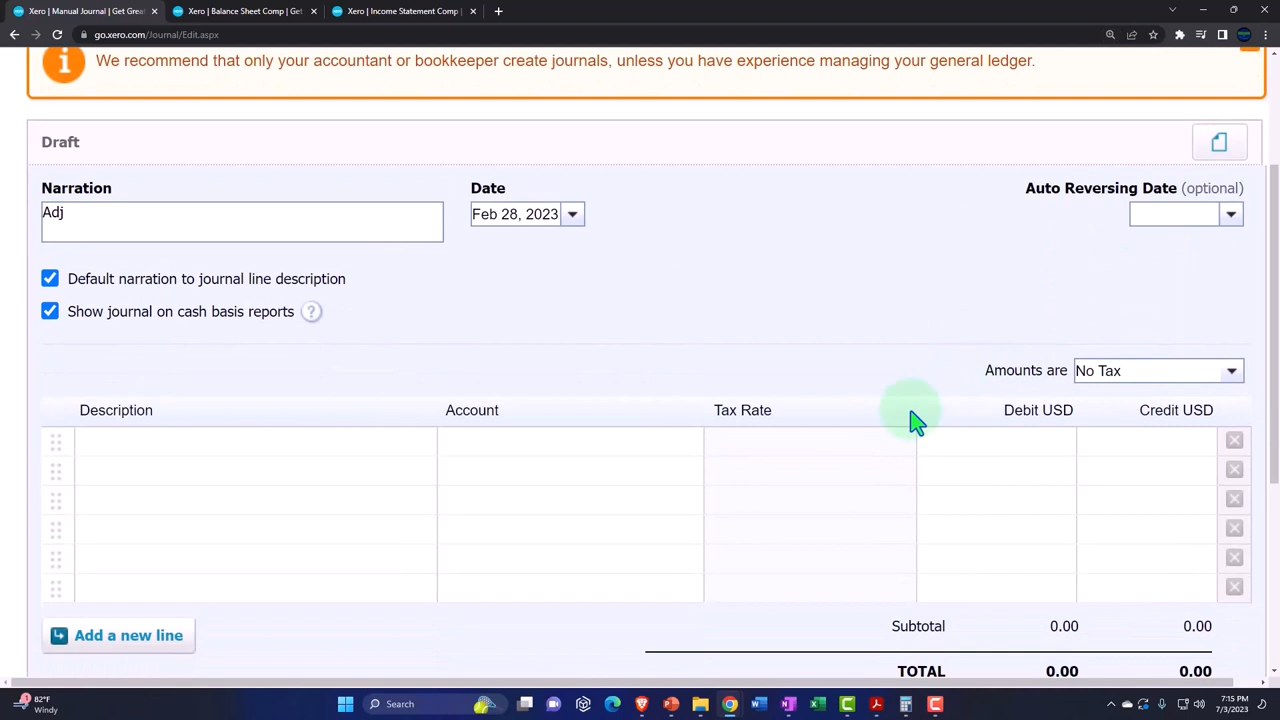 Xero | Manual Journal | Get Grea
Xero | Balance Sheet Comp | Get
Xero | Income Statement Comp |
go.xero.com/Journal/Edit.aspx
We recommend that only your accountant or bookkeeper create journals, unless you have experience managing your general ledger.
Draft
Narration
Date
Auto Reversing Date (optional)
Adj
Feb 28, 2023
Default narration to journal line description
Show journal on cash basis reports ?
Amounts are No Tax
Description Account Tax Rate Debit USD Credit USD
Add a new line
Subtotal 0.00 0.00
TOTAL 0.00 0.00
1
82°F
Windy
Search
7:15 PM
7/3/2023